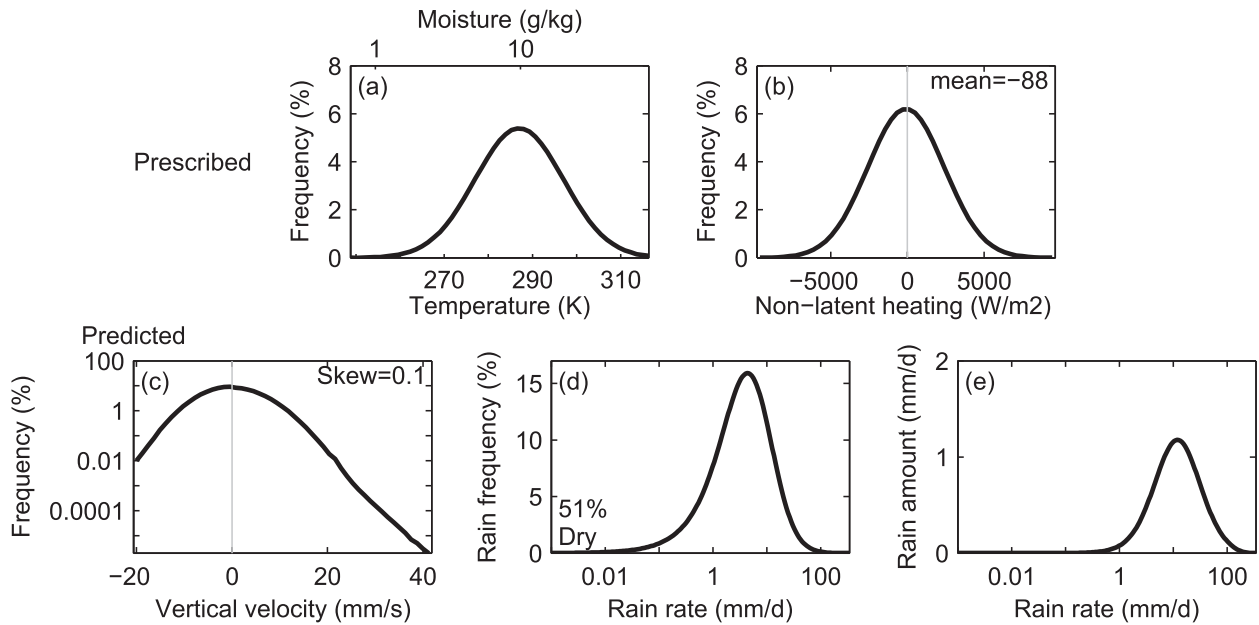 Moisture (g/kg)
1 10
8 (a)
6
4
2
0
Frequency (%)
270 290 310
Temperature (K)
Prescribed
8 (b) mean=−88
6
4
2
0
Frequency (%)
−5000 0 5000
Non−latent heating (W/m2)
Predicted
100 (c) Skew=0.1
1
0.01
0.0001
Frequency (%)
−20 0 20 40
Vertical velocity (mm/s)
15 (d)
10
5 51%
Dry
0
Rain frequency (%)
0.01 1 100
Rain rate (mm/d)
2 (e)
1
0
Rain amount (mm/d)
0.01 1 100
Rain rate (mm/d)